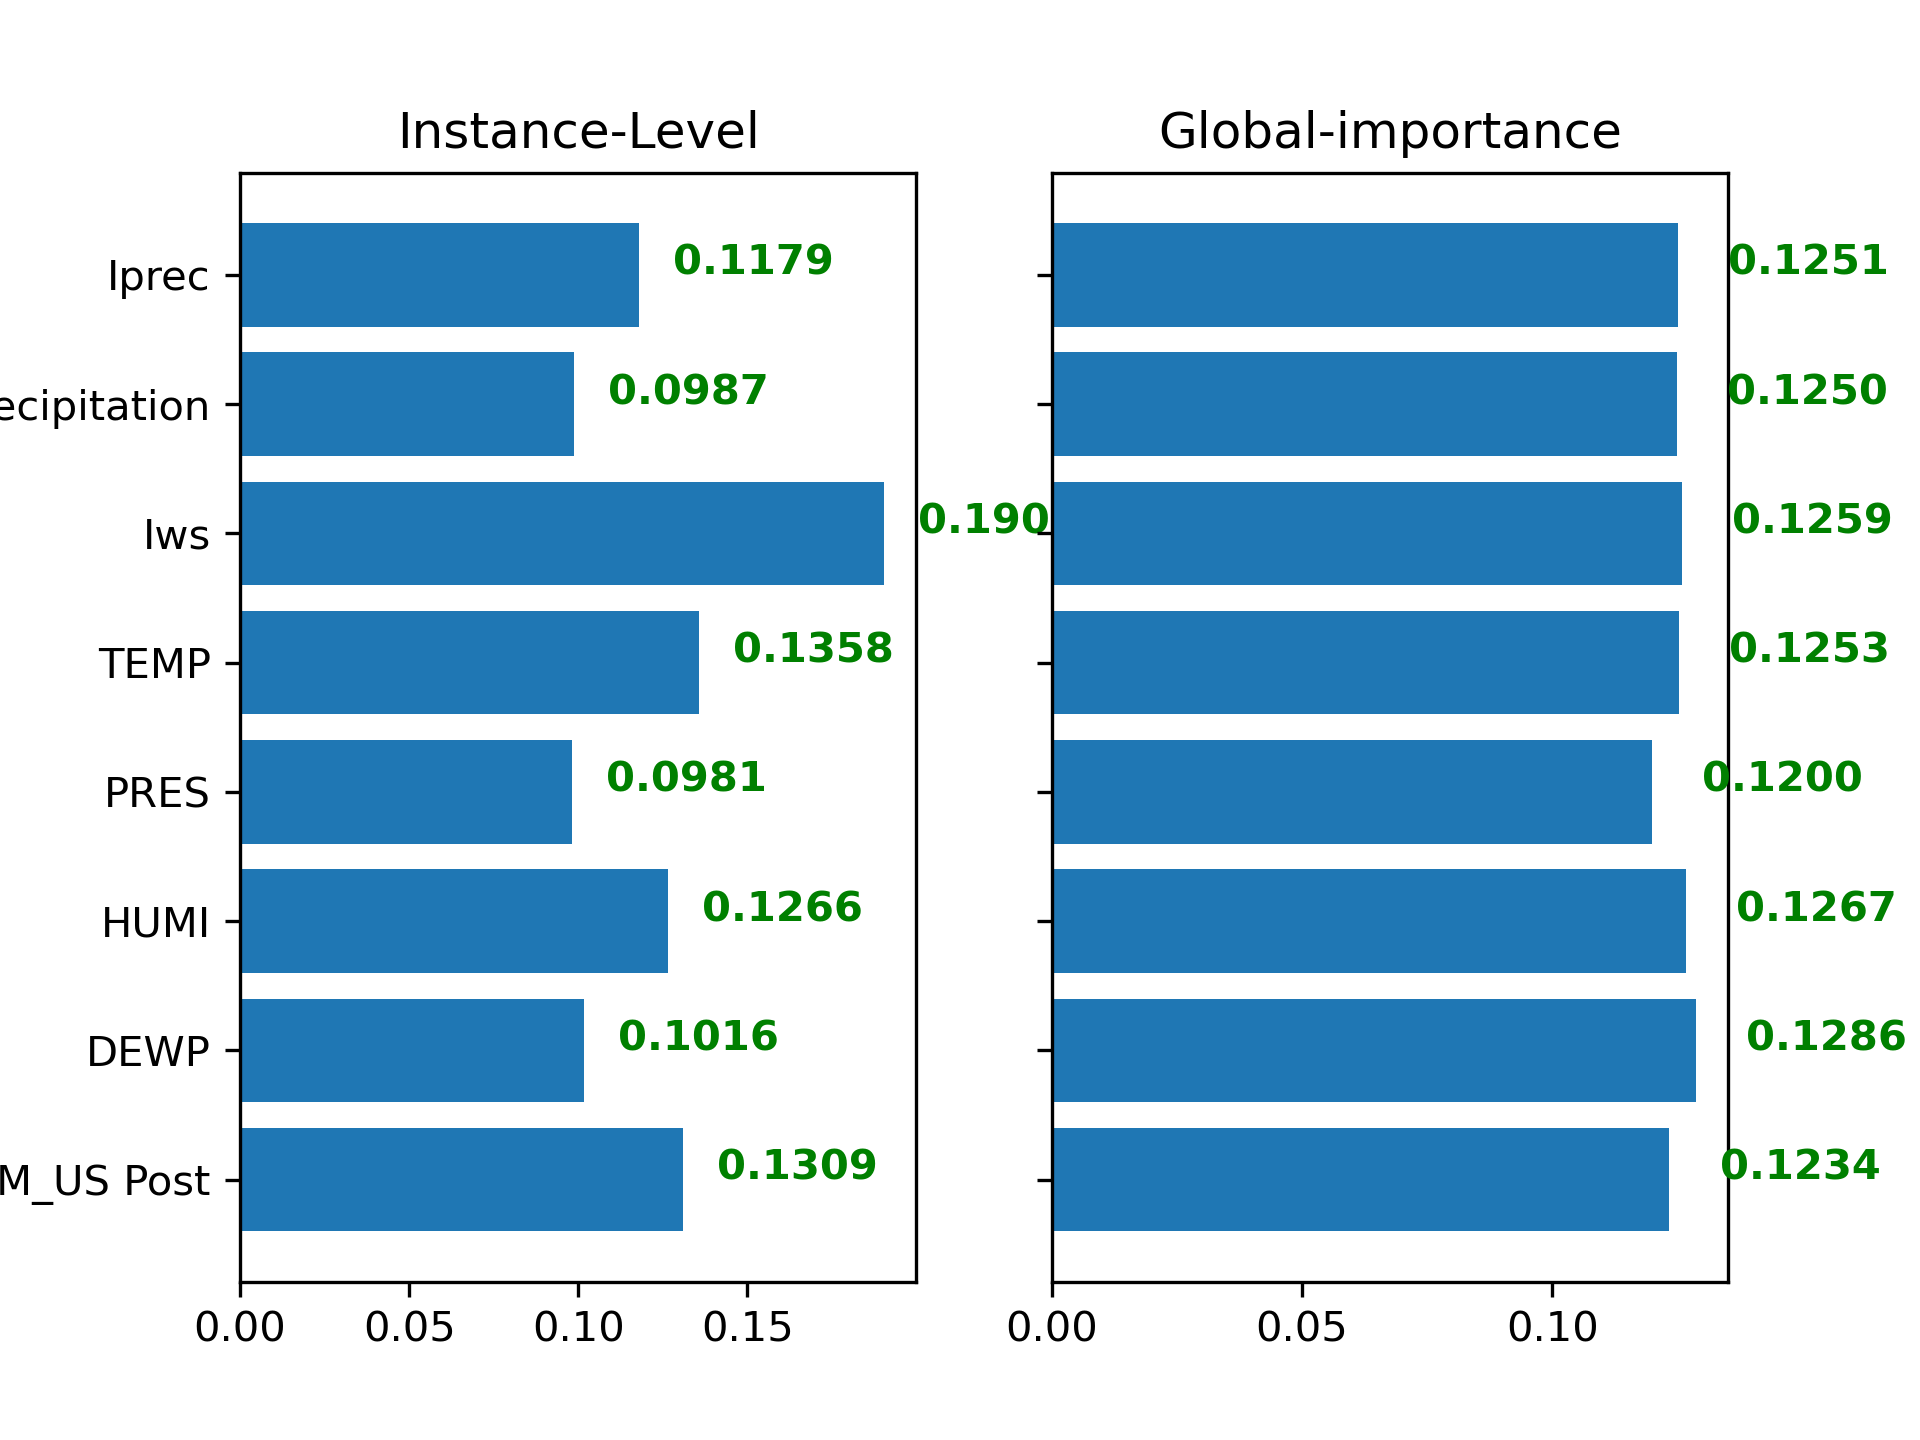 Instance-Level Global-importance
Iprec 0.1179 0.1251
ecipitation 0.0987 0.1250
Iws 0.190 0.1259
TEMP 0.1358 0.1253
PRES 0.0981 0.1200
HUMI 0.1266 0.1267
DEWP 0.1016 0.1286
M_US Post 0.1309 0.1234
0.00 0.05 0.10 0.15 0.00 0.05 0.10